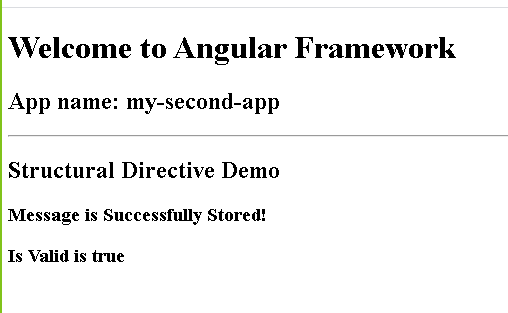 Welcome to Angular Framework
App name: my-second-app
Structural Directive Demo
Message is Successfully Stored!
Is Valid is true